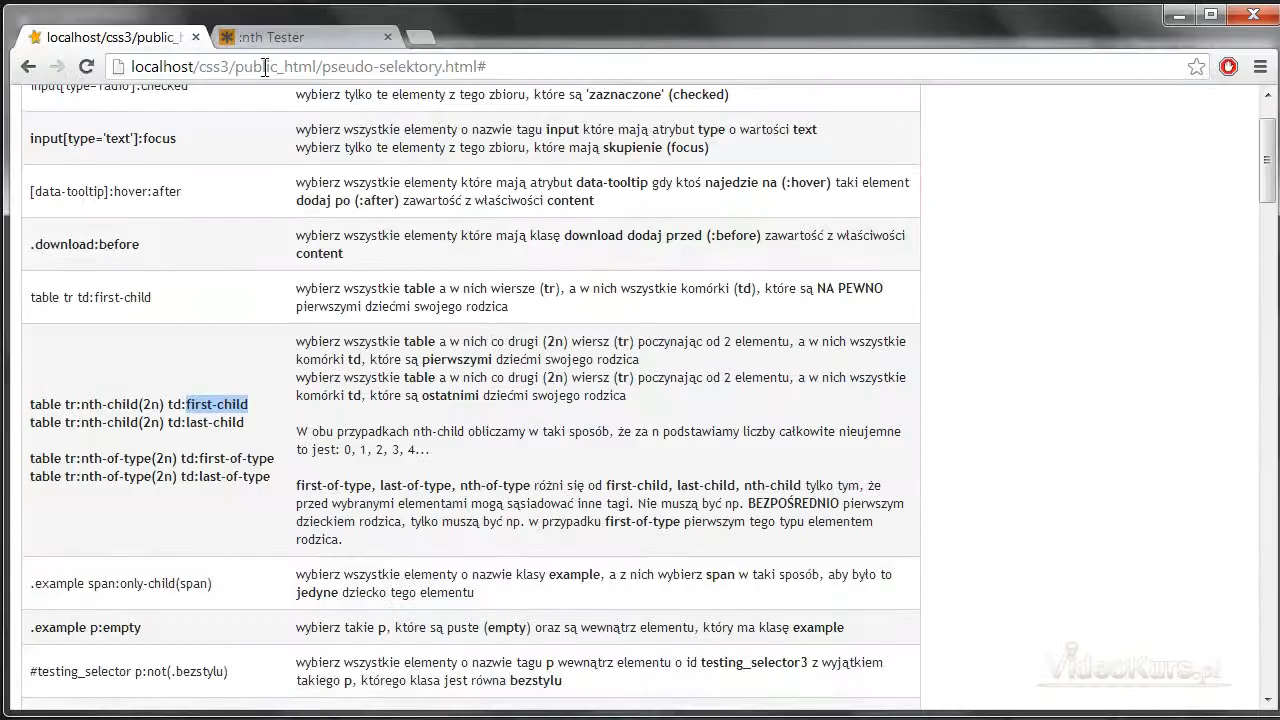 localhost/css3/public_h
:nth Tester
localhost/css3/public_html/pseudo-selektory.html#
input[type=radio]:checked
wybierz tylko te elementy z tego zbioru, które są 'zaznaczone' (checked)
input[type='text']:focus
wybierz wszystkie elementy o nazwie tagu input które mają atrybut type o wartości text
wybierz tylko te elementy z tego zbioru, które mają skupienie (focus)
[data-tooltip]:hover:after
wybierz wszystkie elementy które mają atrybut data-tooltip gdy ktoś najedzie na (:hover) taki element
dodaj po (:after) zawartość z właściwości content
.download:before
wybierz wszystkie elementy które mają klasę download dodaj przed (:before) zawartość z właściwości
content
table tr td:first-child
wybierz wszystkie table a w nich wiersze (tr), a w nich wszystkie komórki (td), które są NA PEWNO
pierwszymi dziećmi swojego rodzica
table tr:nth-child(2n) td:first-child
table tr:nth-child(2n) td:last-child
table tr:nth-of-type(2n) td:first-of-type
table tr:nth-of-type(2n) td:last-of-type
wybierz wszystkie table a w nich co drugi (2n) wiersz (tr) poczynając od 2 elementu, a w nich wszystkie
komórki td, które są pierwszymi dziećmi swojego rodzica
wybierz wszystkie table a w nich co drugi (2n) wiersz (tr) poczynając od 2 elementu, a w nich wszystkie
komórki td, które są ostatnimi dziećmi swojego rodzica
W obu przypadkach nth-child obliczamy w taki sposób, że za n podstawiamy liczby całkowite nieujemne
to jest: 0, 1, 2, 3, 4...
first-of-type, last-of-type, nth-of-type różni się od first-child, last-child, nth-child tylko tym, że
przed wybranymi elementami mogą sąsiadować inne tagi. Nie muszą być np. BEZPOŚREDNIO pierwszym
dzieckiem rodzica, tylko muszą być np. w przypadku first-of-type pierwszym tego typu elementem
rodzica.
.example span:only-child(span)
wybierz wszystkie elementy o nazwie klasy example, a z nich wybierz span w taki sposób, aby było to
jedyne dziecko tego elementu
.example p:empty
wybierz takie p, które są puste (empty) oraz są wewnątrz elementu, który ma klasę example
#testing_selector p:not(.bezstylu)
wybierz wszystkie elementy o nazwie tagu p wewnątrz elementu o id testing_selector3 z wyjątkiem
takiego p, którego klasa jest równa bezstylu
VideoKurs.pl